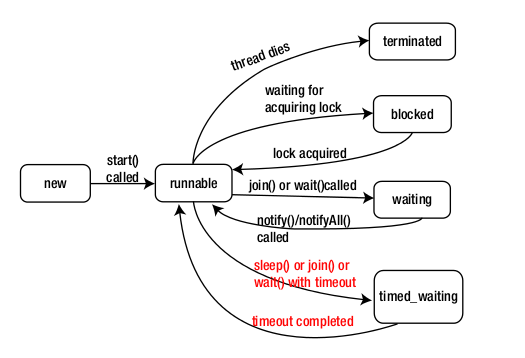 thread dies
terminated
waiting for
acquiring lock
blocked
lock acquired
start()
called
new
runnable
join() or wait()called
waiting
notify()/notifyAll()
called
sleep() or join() or
wait() with timeout
timed_waiting
timeout completed